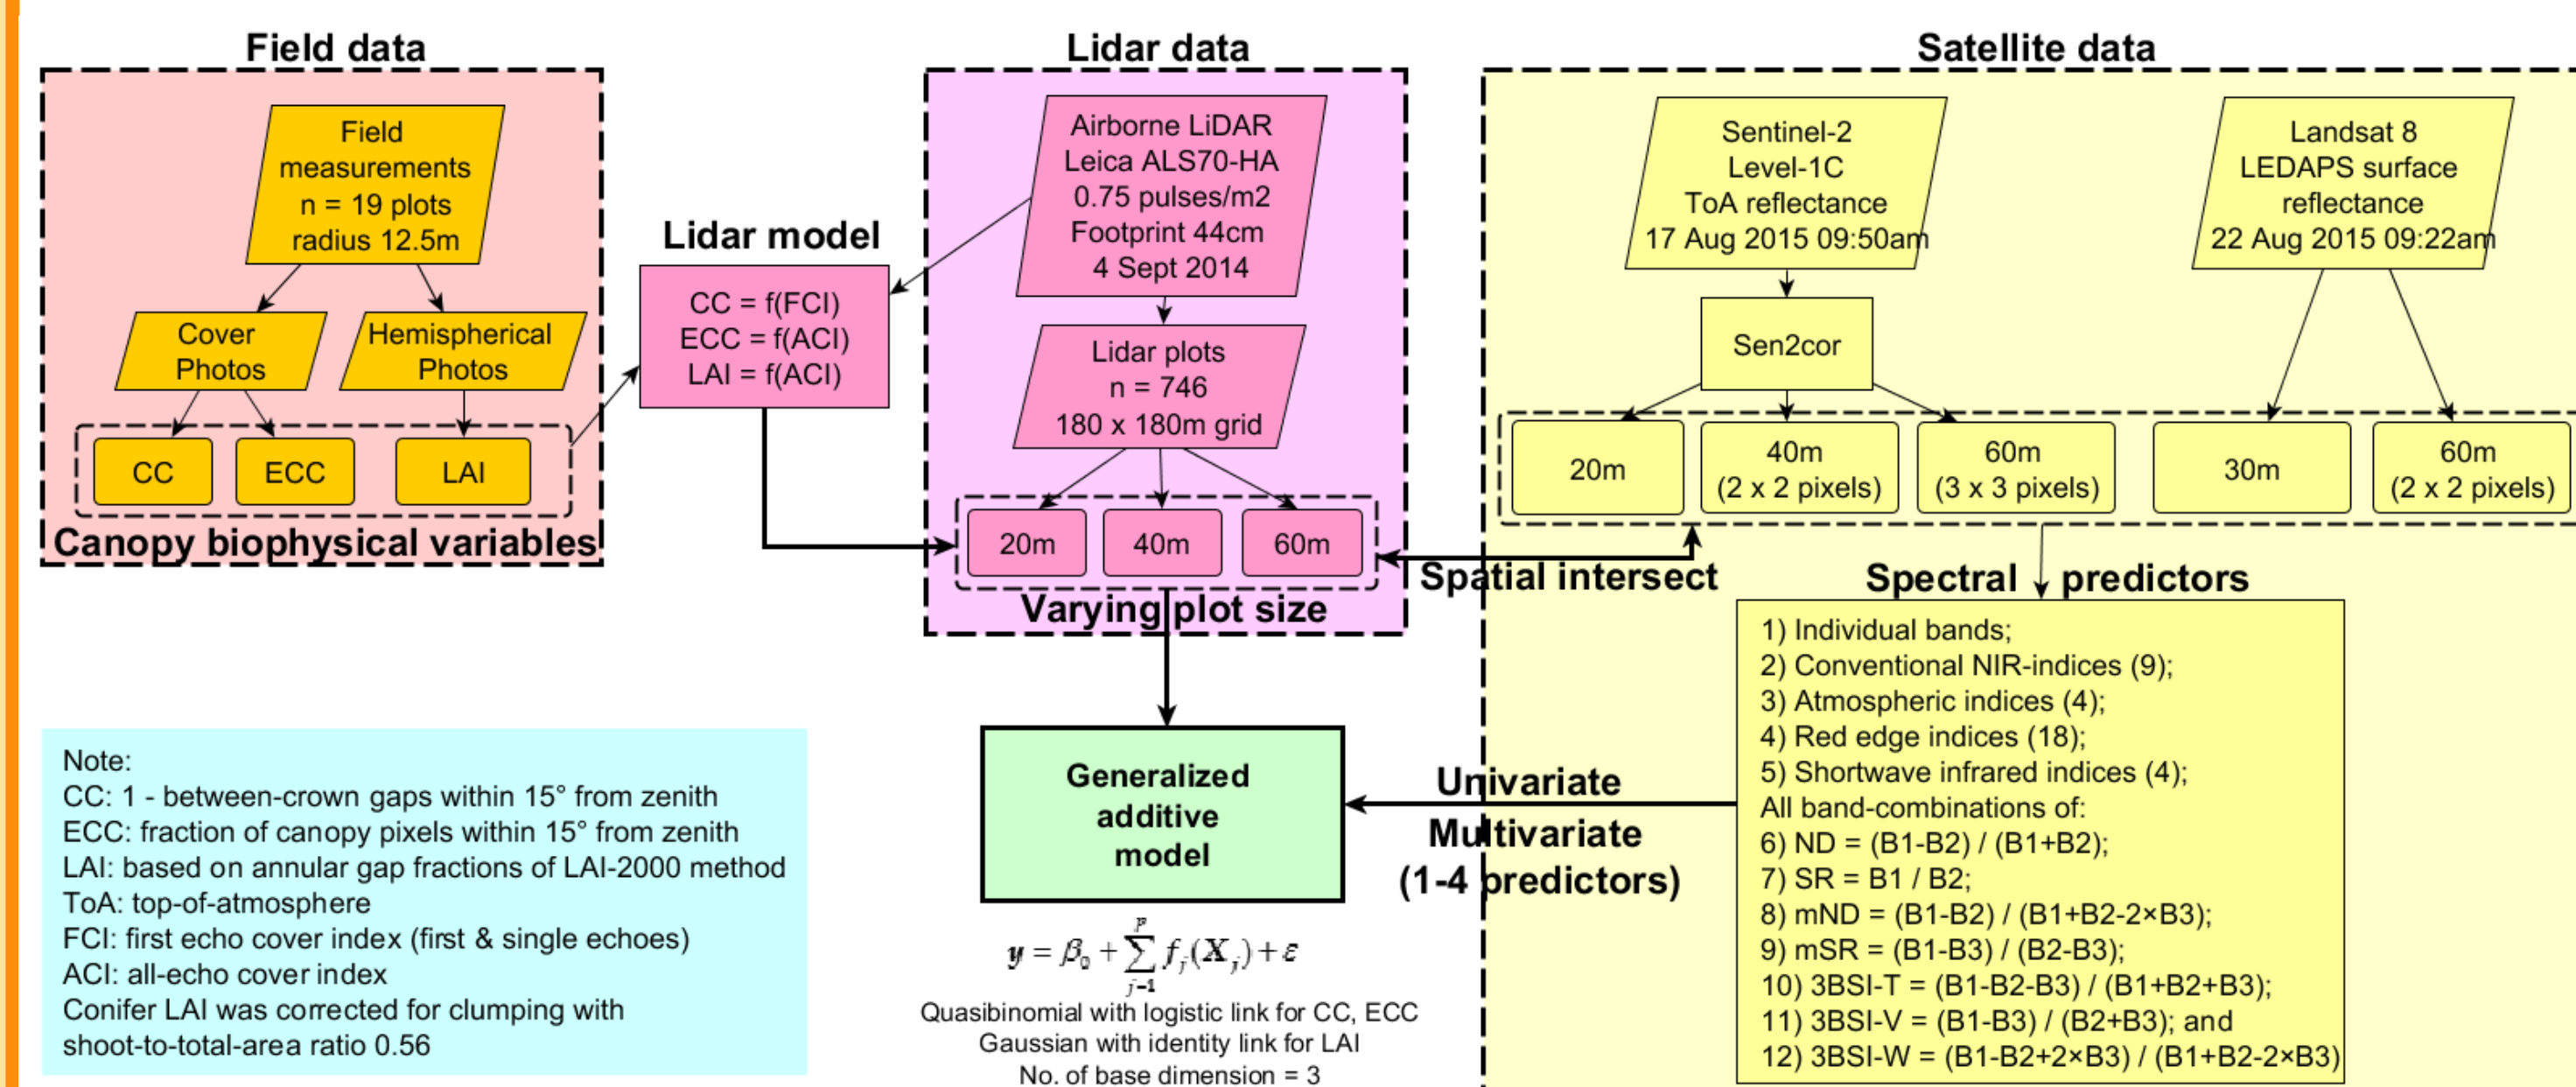 Field data
Field
measurements
n = 19 plots
radius 12.5m
Cover
Photos
Hemispherical
Photos
CC
ECC
LAI
Canopy biophysical variables
Lidar model
CC = f(FCI)
ECC = f(ACI)
LAI = f(ACI)
Lidar data
Airborne LiDAR
Leica ALS70-HA
0.75 pulses/m2
Footprint 44cm
4 Sept 2014
Lidar plots
n = 746
180 x 180m grid
20m
40m
60m
Varying plot size
Satellite data
Sentinel-2
Level-1C
ToA reflectance
17 Aug 2015 09:50am
Landsat 8
LEDAPS surface
reflectance
22 Aug 2015 09:22am
Sen2cor
20m
40m
(2 x 2 pixels)
60m
(3 x 3 pixels)
30m
60m
(2 x 2 pixels)
Spatial intersect
Spectral predictors
1) Individual bands;
2) Conventional NIR-indices (9);
3) Atmospheric indices (4);
4) Red edge indices (18);
5) Shortwave infrared indices (4);
All band-combinations of:
6) ND = (B1-B2) / (B1+B2);
7) SR = B1 / B2;
8) mND = (B1-B2) / (B1+B2-2×B3);
9) mSR = (B1-B3) / (B2-B3);
10) 3BSI-T = (B1-B2-B3) / (B1+B2+B3);
11) 3BSI-V = (B1-B3) / (B2+B3); and
12) 3BSI-W = (B1-B2+2×B3) / (B1+B2-2×B3)
Univariate
Multivariate
(1-4 predictors)
Generalized
additive
model
y = β₀ + ∑ⱼ₌₁ᵖ fⱼ(Xⱼ) + ε
Quasibinomial with logistic link for CC, ECC
Gaussian with identity link for LAI
No. of base dimension = 3
Note:
CC: 1 - between-crown gaps within 15° from zenith
ECC: fraction of canopy pixels within 15° from zenith
LAI: based on annular gap fractions of LAI-2000 method
ToA: top-of-atmosphere
FCI: first echo cover index (first & single echoes)
ACI: all-echo cover index
Conifer LAI was corrected for clumping with
shoot-to-total-area ratio 0.56